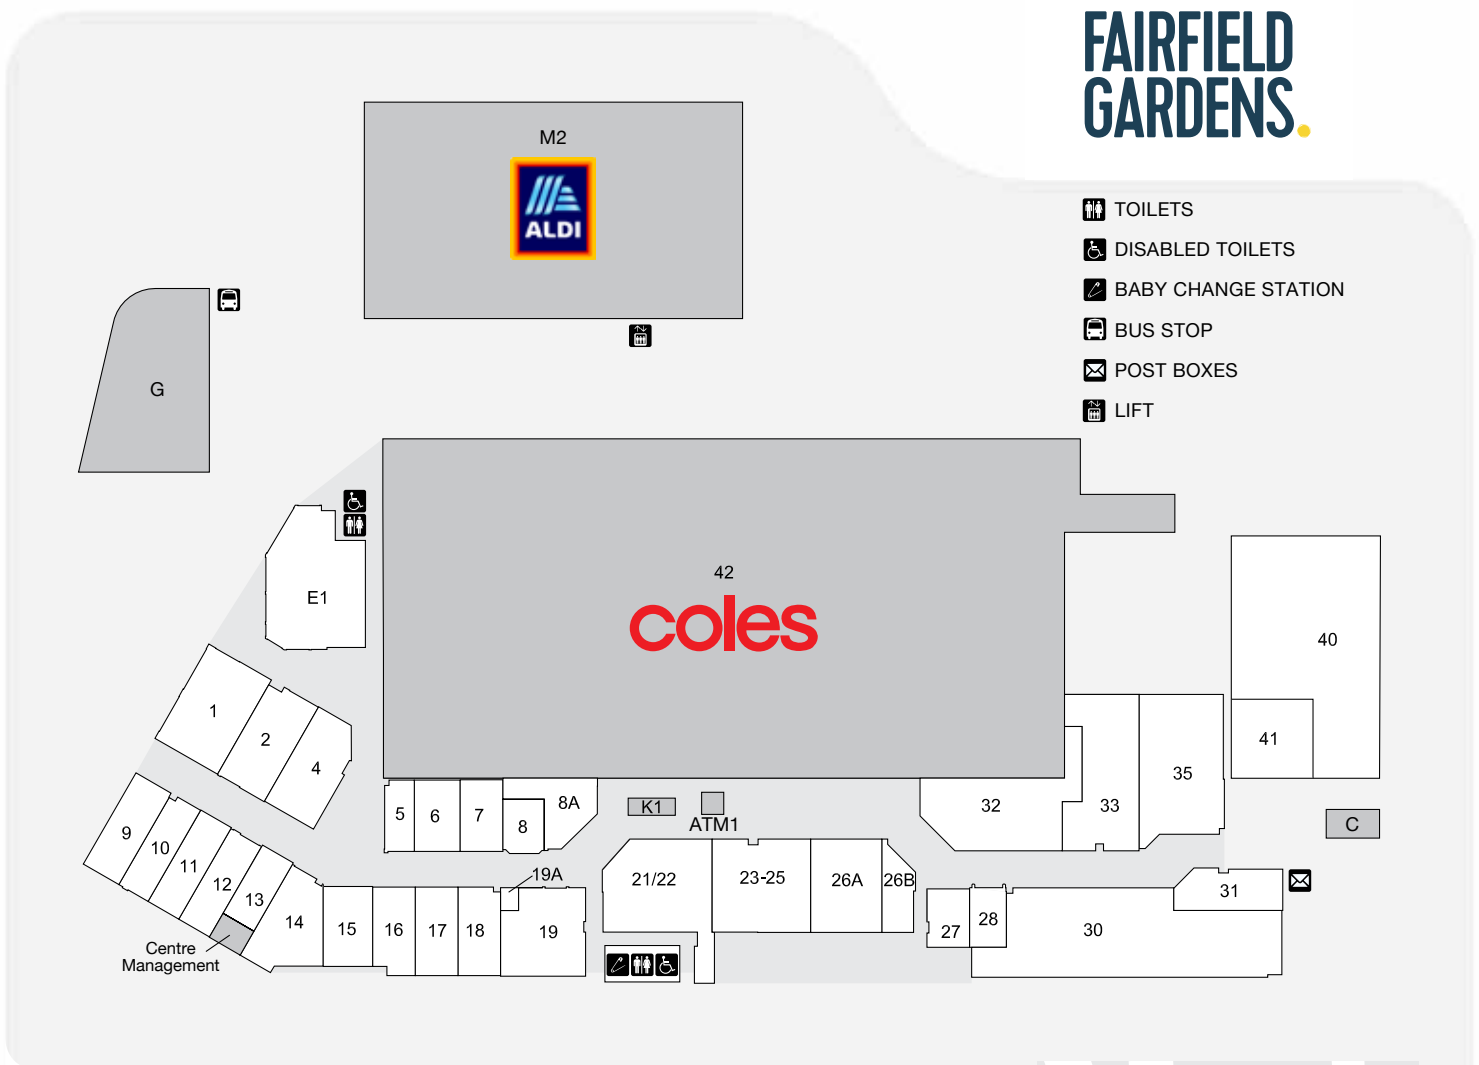 FAIRFIELD
GARDENS.
TOILETS
DISABLED TOILETS
BABY CHANGE STATION
BUS STOP
POST BOXES
LIFT
M2
ALDI
G
42
coles
E1
40
41
1
2
4
35
5
6
7
8
8A
K1
ATM1
32
33
C
9
10
11
12
13
14
15
16
17
18
19A
19
21/22
23-25
26A
26B
27
28
30
31
Centre
Management